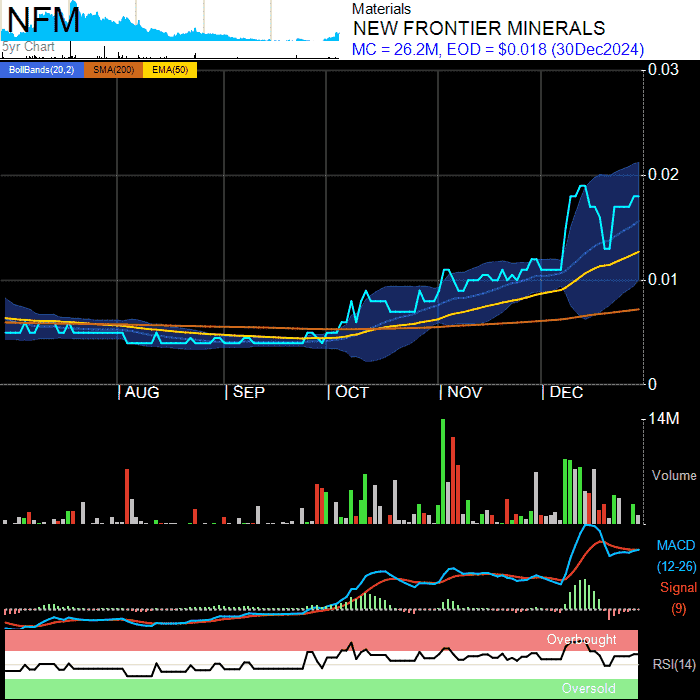 NFM
5yr Chart
Materials
NEW FRONTIER MINERALS
MC = 26.2M, EOD = $0.018 (30Dec2024)
BollBands(20,2) SMA(200) EMA(50)
0.03
0.02
0.01
0
AUG SEP OCT NOV DEC
14M
Volume
MACD
(12-26)
Signal
(9)
Overbought
RSI(14)
Oversold